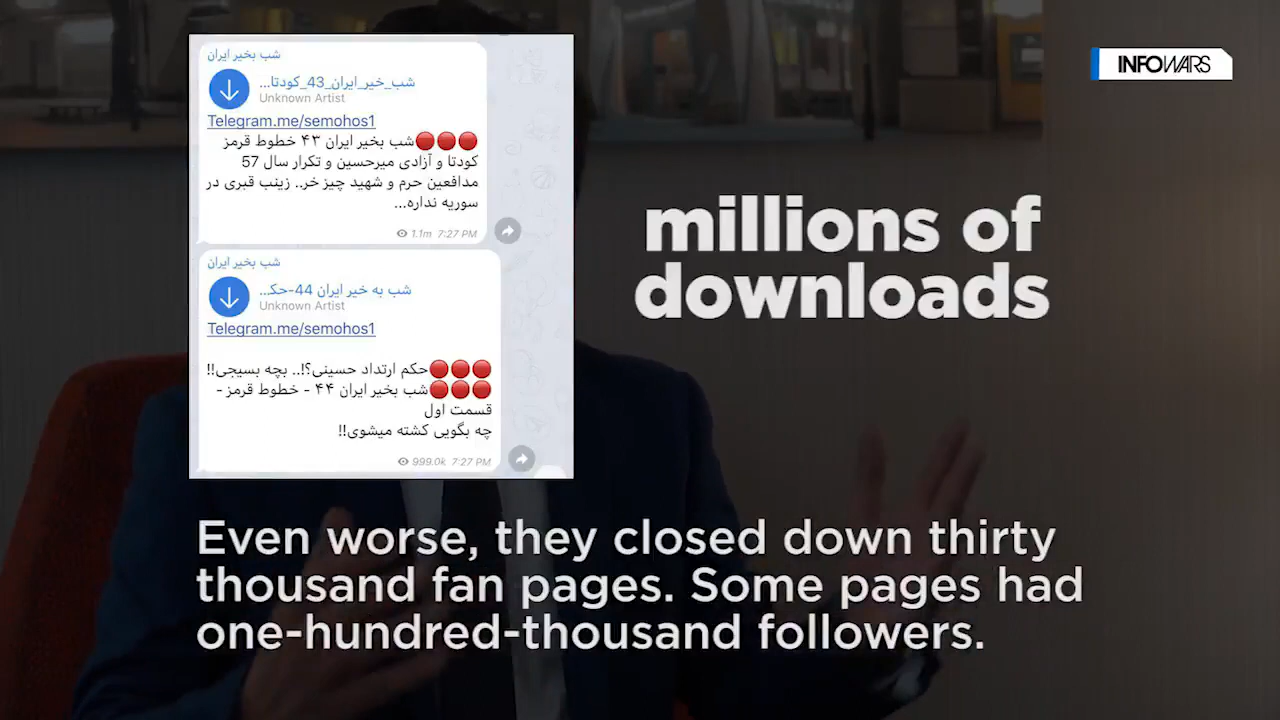 شب بخیر ایران
شب_خیر_ایران_43_کودتا...
Unknown Artist
Telegram.me/semohos1
🔴🔴🔴شب بخیر ایران ۴۳ خطوط قرمز
کودتا و آزادی میرحسین و تکرار سال 57
مدافعین حرم و شهید چیز خر.. زینب قبری در
سوریه نداره...
1.1m 7:27 PM
شب بخیر ایران
شب به خیر ایران 44-حک...
Unknown Artist
Telegram.me/semohos1
🔴🔴🔴حکم ارتداد حسینی؟!.. بچه بسیجی!!
🔴🔴🔴شب بخیر ایران ۴۴ - خطوط قرمز -
قسمت اول
چه بگویی کشته میشوی!!
999.0k 7:27 PM
INFOWARS
millions of
downloads
Even worse, they closed down thirty
thousand fan pages. Some pages had
one-hundred-thousand followers.